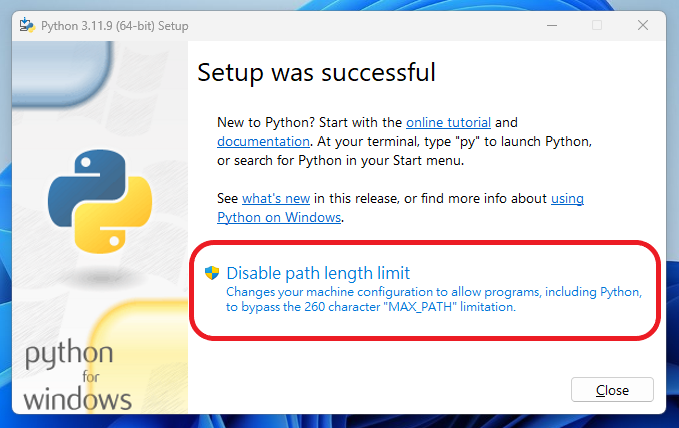 Python 3.11.9 (64-bit) Setup
Setup was successful
New to Python? Start with the online tutorial and
documentation. At your terminal, type "py" to launch Python,
or search for Python in your Start menu.
See what's new in this release, or find more info about using
Python on Windows.
Disable path length limit
Changes your machine configuration to allow programs, including Python,
to bypass the 260 character "MAX_PATH" limitation.
python
for
windows
Close